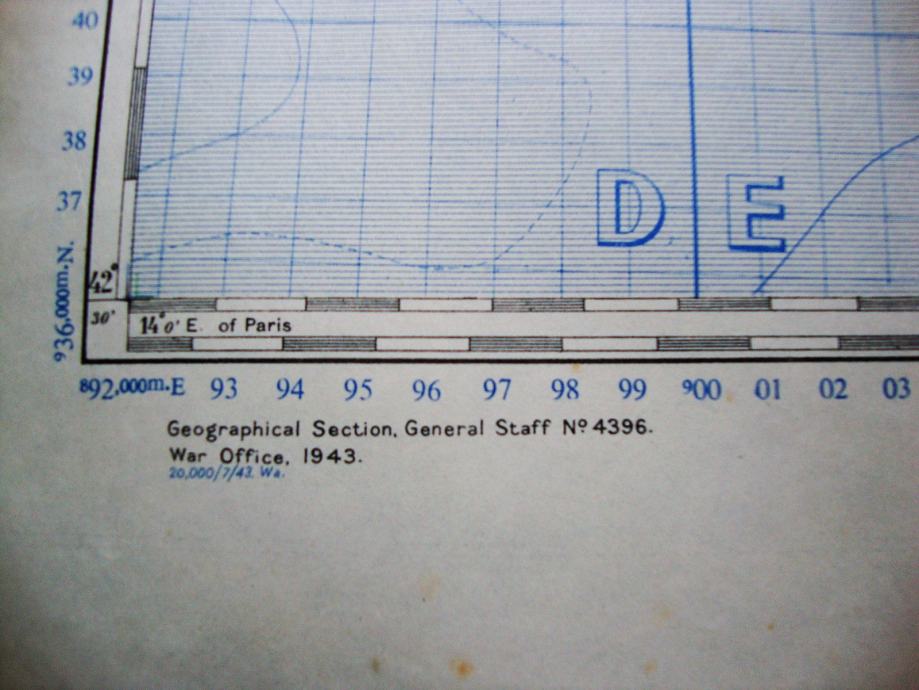 40
39
38
37
D E
936,000m.N.
42°
30'
14°0' E. of Paris
892,000m.E 93 94 95 96 97 98 99 900 01 02 03
Geographical Section, General Staff Nº 4396.
War Office, 1943.
20,000/7/43. Wa.